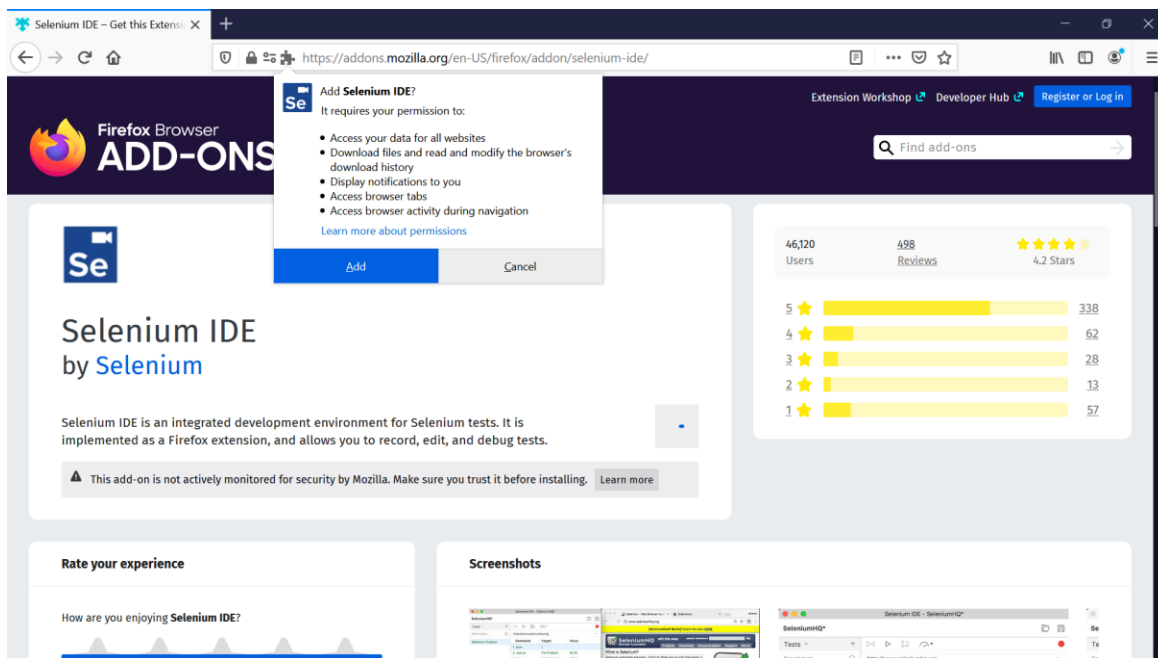 Selenium IDE – Get this Extensi
https://addons.mozilla.org/en-US/firefox/addon/selenium-ide/
Add Selenium IDE?
It requires your permission to:
Access your data for all websites
Download files and read and modify the browser's
download history
Display notifications to you
Access browser tabs
Access browser activity during navigation
Learn more about permissions
Add
Cancel
Extension Workshop
Developer Hub
Register or Log in
Firefox Browser
ADD-ONS
Find add-ons
Se
Se
Selenium IDE
by Selenium
Selenium IDE is an integrated development environment for Selenium tests. It is
implemented as a Firefox extension, and allows you to record, edit, and debug tests.
This add-on is not actively monitored for security by Mozilla. Make sure you trust it before installing.
Learn more
46,120
Users
498
Reviews
4.2 Stars
5 338
4 62
3 28
2 13
1 57
Rate your experience
How are you enjoying Selenium IDE?
Screenshots
SeleniumHQ
What is Selenium?
Selenium IDE - SeleniumHQ*
SeleniumHQ*
Tests
Se
Te